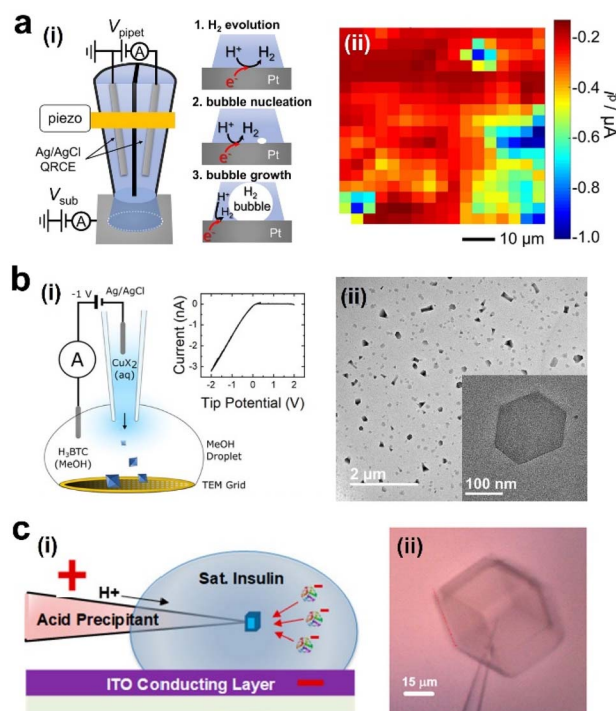 a
(i)
V_pipet
A
piezo
Ag/AgCl
QRCE
V_sub
A
1. H₂ evolution
H⁺ H₂
e⁻ Pt
2. bubble nucleation
H⁺ H₂
e⁻ Pt
3. bubble growth
H₂
bubble
H⁺
H₂
e⁻ Pt
(ii)
10 μm
-0.2
-0.4
-0.6
-0.8
-1.0
b
(i)
-1 V
Ag/AgCl
A
CuX₂
(aq)
H₃BTC
(MeOH)
MeOH
Droplet
TEM Grid
Current (nA)
0
-1
-2
-3
-2 -1 0 1 2
Tip Potential (V)
(ii)
2 μm
100 nm
c
(i)
+
H+
Acid Precipitant
Sat. Insulin
ITO Conducting Layer
(ii)
15 μm